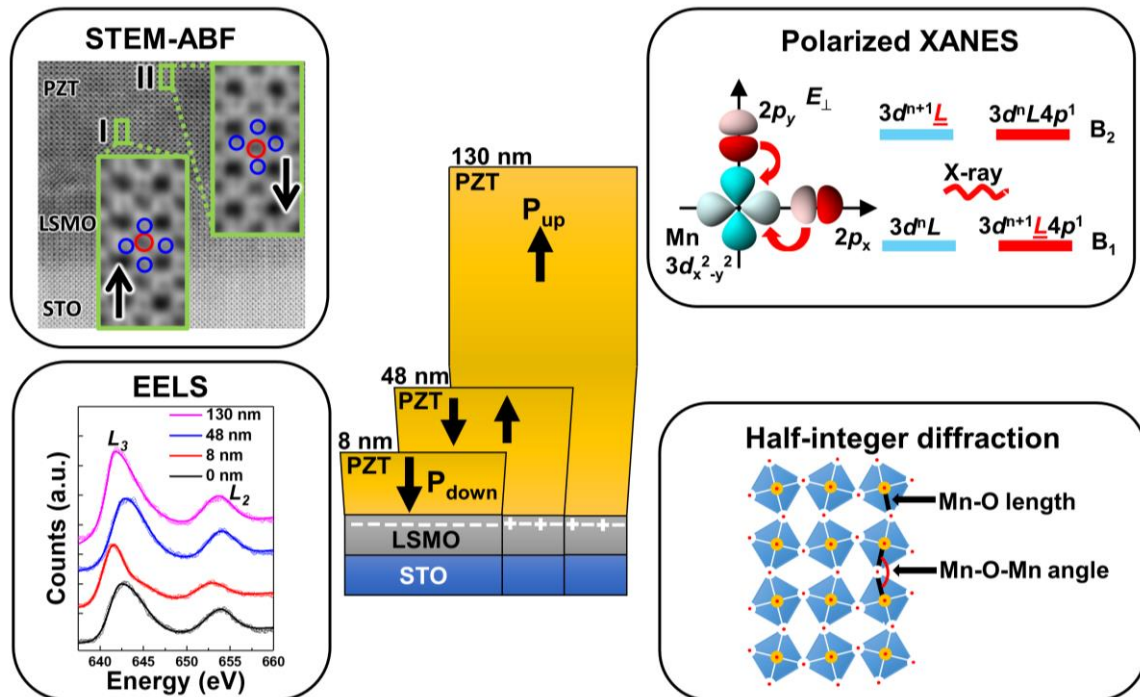 STEM-ABF
PZT
II
I
LSMO
STO
EELS
130 nm
48 nm
8 nm
0 nm
L3
L2
Counts (a.u.)
640 645 650 655 660
Energy (eV)
130 nm
PZT
Pup
48 nm
PZT
8 nm
PZT
Pdown
− − − − − − − − + + + +
LSMO
STO
Polarized XANES
E⊥
2py
2px
Mn
3dx²-y²
3dⁿ⁺¹L
3dⁿL4p¹
B2
X-ray
3dⁿL
3dⁿ⁺¹L4p¹
B1
Half-integer diffraction
Mn-O length
Mn-O-Mn angle